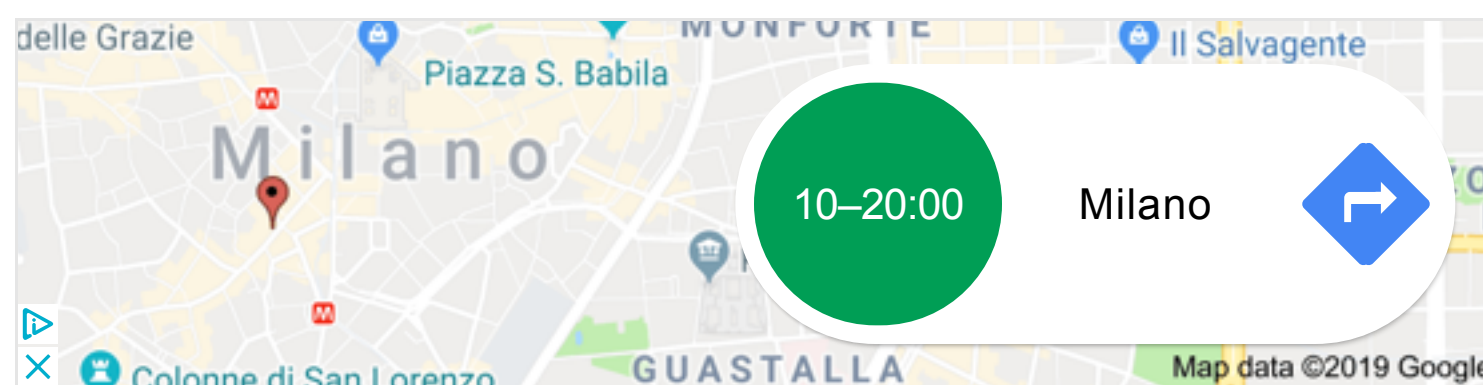 delle Grazie
MONFORTE
Il Salvagente
Piazza S. Babila
Milano
10–20:00
Milano
GUASTALLA
Colonne di San Lorenzo
Map data ©2019 Google